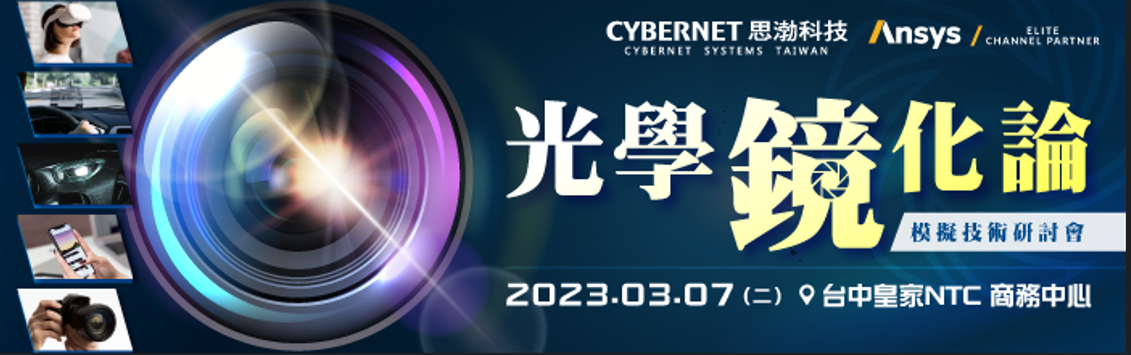 CYBERNET 思渤科技
CYBERNET SYSTEMS TAIWAN
Ansys / ELITE CHANNEL PARTNER
光學鏡化論
模擬技術研討會
2023.03.07 (二) 台中皇家NTC 商務中心